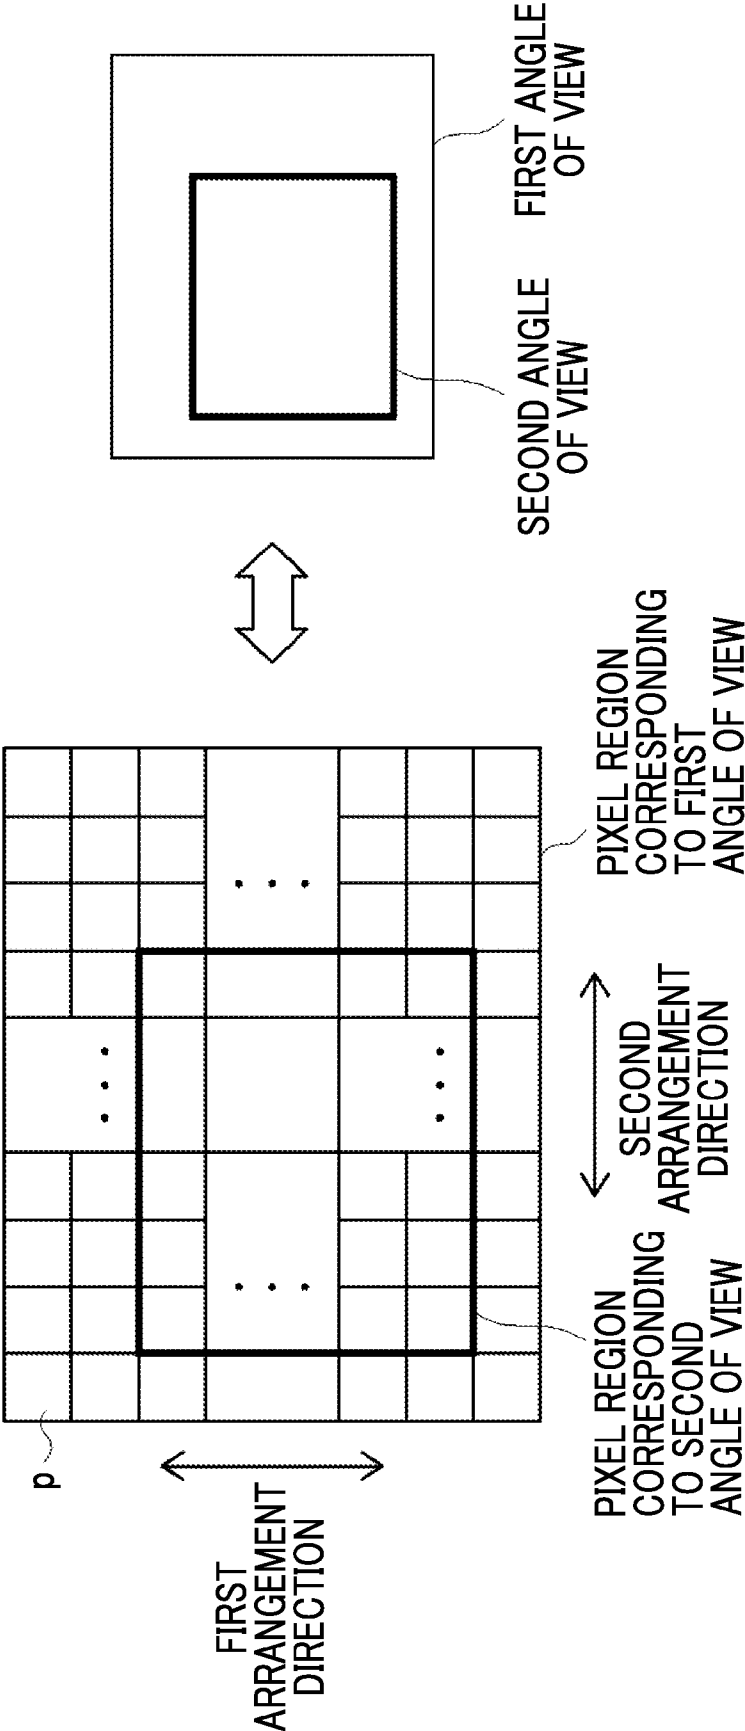 p
FIRST
ARRANGEMENT
DIRECTION
PIXEL REGION
CORRESPONDING
TO SECOND
ANGLE OF VIEW
SECOND
ARRANGEMENT
DIRECTION
PIXEL REGION
CORRESPONDING
TO FIRST
ANGLE OF VIEW
SECOND ANGLE
OF VIEW
FIRST ANGLE
OF VIEW